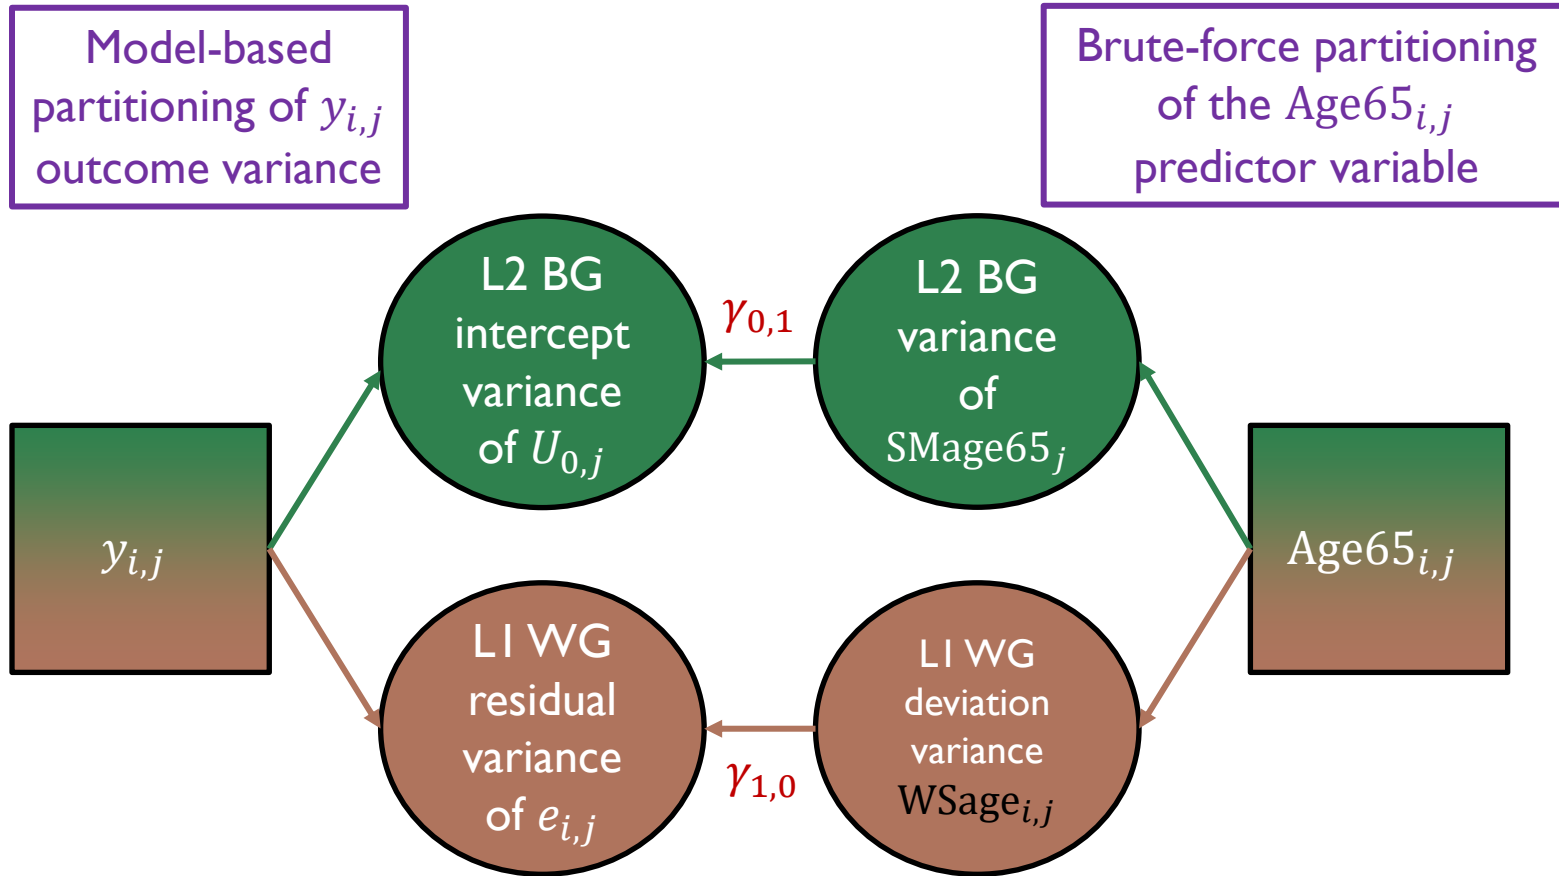 Model-based
partitioning of y_{i,j}
outcome variance
Brute-force partitioning
of the Age65_{i,j}
predictor variable
L2 BG
intercept
variance
of U_{0,j}
γ_{0,1}
L2 BG
variance
of
SMage65_j
y_{i,j}
Age65_{i,j}
L1 WG
residual
variance
of e_{i,j}
γ_{1,0}
L1 WG
deviation
variance
WSage_{i,j}